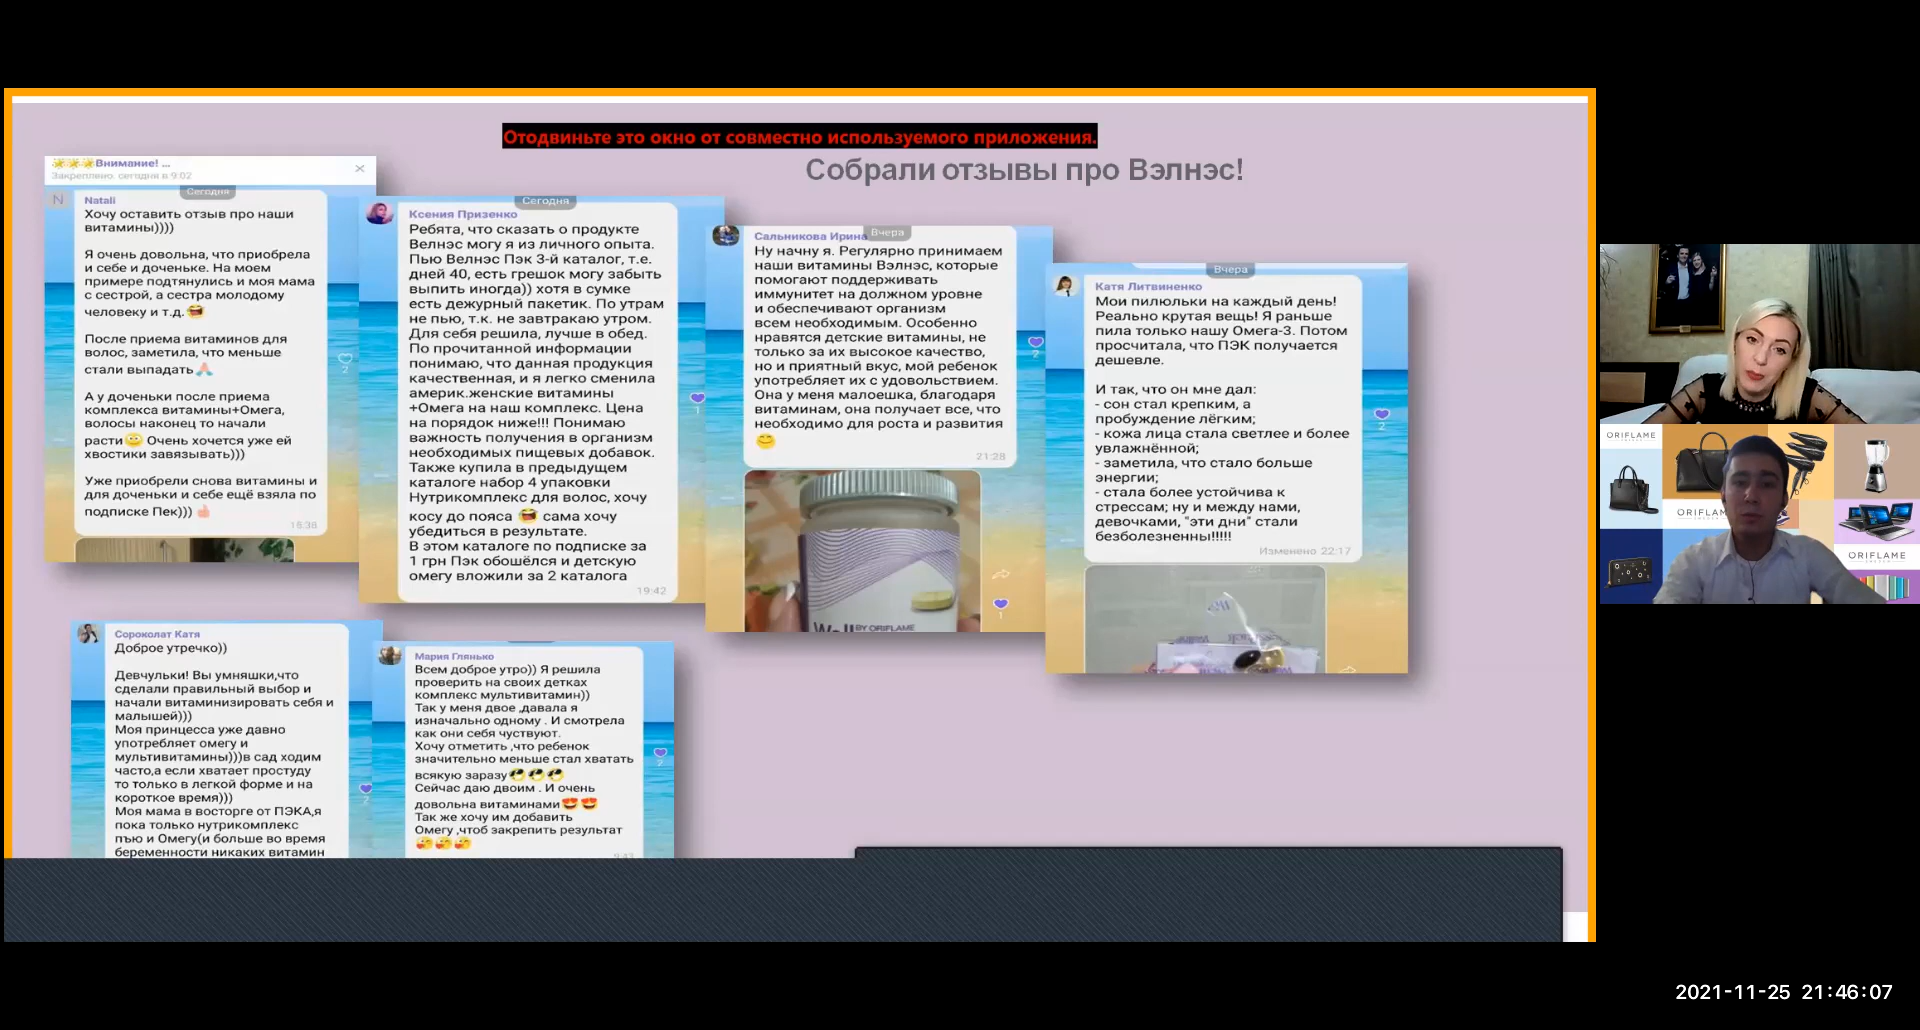 Отодвиньте это окно от совместно используемого приложения.
Собрали отзывы про Вэлнэс!
Внимание! ...
Закреплено: сегодня в 9:02
Сегодня
N
Natali
Хочу оставить отзыв про наши
витамины))))
Я очень довольна, что приобрела
и себе и доченьке. На моем
примере подтянулись и моя мама
с сестрой, а сестра молодому
человеку и т.д.
После приема витаминов для
волос, заметила, что меньше
стали выпадать
2
А у доченьки после приема
комплекса витамины+Омега,
волосы наконец то начали
расти Очень хочется уже ей
хвостики завязывать)))
Уже приобрели снова витамины и
для доченьки и себе ещё взяла по
подписке Пек)))
18:38
Сегодня
Ксения Призенко
Ребята, что сказать о продукте
Велнэс могу я из личного опыта.
Пью Велнэс Пэк 3-й каталог, т.е.
дней 40, есть грешок могу забыть
выпить иногда)) хотя в сумке
есть дежурный пакетик. По утрам
не пью, т.к. не завтракаю утром.
Для себя решила, лучше в обед.
По прочитанной информации
понимаю, что данная продукция
качественная, и я легко сменила
америк.женские витамины
+Омега на наш комплекс. Цена
на порядок ниже!!! Понимаю
важность получения в организм
необходимых пищевых добавок.
Также купила в предыдущем
каталоге набор 4 упаковки
Нутрикомплекс для волос, хочу
косу до пояса сама хочу
убедиться в результате.
В этом каталоге по подписке за
1 грн Пэк обошёлся и детскую
омегу вложили за 2 каталога
19:42
1
Вчера
Сальникова Ирина
Ну начну я. Регулярно принимаем
наши витамины Вэлнэс, которые
помогают поддерживать
иммунитет на должном уровне
и обеспечивают организм
всем необходимым. Особенно
нравятся детские витамины, не
только за их высокое качество,
но и приятный вкус, мой ребенок
употребляет их с удовольствием.
Она у меня малоешка, благодаря
витаминам, она получает все, что
необходимо для роста и развития
21:28
2
BY ORIFLAME
1
Вчера
Катя Литвиненко
Мои пилюльки на каждый день!
Реально крутая вещь! Я раньше
пила только нашу Омега-3. Потом
просчитала, что ПЭК получается
дешевле.
И так, что он мне дал:
- сон стал крепким, а
пробуждение лёгким;
- кожа лица стала светлее и более
увлажнённой;
- заметила, что стало больше
энергии;
- стала более устойчива к
стрессам; ну и между нами,
девочками, "эти дни" стали
безболезненны!!!!!
Изменено 22:17
2
Сороколат Катя
Доброе утречко))
Девчульки! Вы умняшки,что
сделали правильный выбор и
начали витаминизировать себя и
малышей)))
Моя принцесса уже давно
употребляет омегу и
мультивитамины)))в сад ходим
часто,а если хватает простуду
то только в легкой форме и на
короткое время)))
Моя мама в восторге от ПЭКА,я
пока только нутрикомплекс
пью и Омегу(и больше во время
беременности никаких витамин
2
Мария Глянько
Всем доброе утро)) Я решила
проверить на своих детках
комплекс мультивитамин))
Так у меня двое ,давала я
изначально одному . И смотрела
как они себя чуствуют.
Хочу отметить ,что ребенок
значительно меньше стал хватать
всякую заразу
Сейчас даю двоим . И очень
довольна витаминами
Так же хочу им добавить
Омегу ,чтоб закрепить результат
9:43
2
ORIFLAME
ORIFLAM
ORIFLAME
2021-11-25 21:46:07